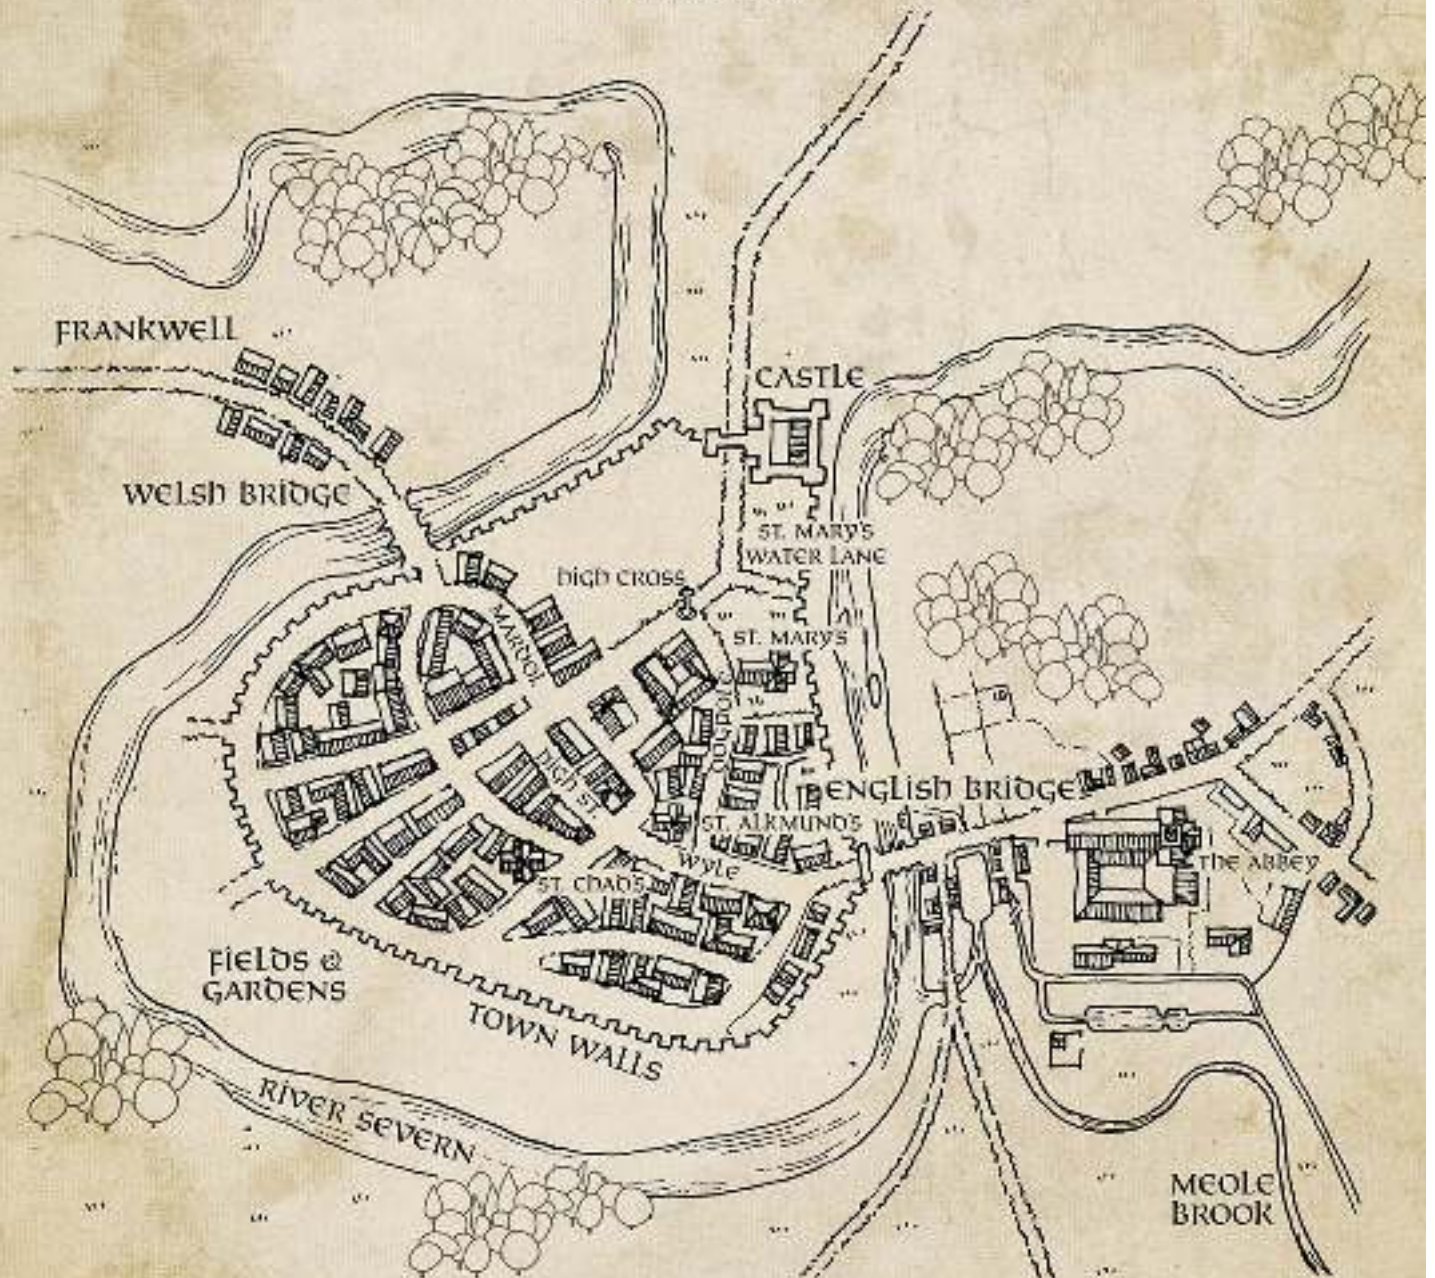 FRANKWELL
CASTLE
WELSH BRIDGE
ST. MARY'S
WATER LANE
HIGH CROSS
MARDOL
ST. MARY'S
HIGH ST.
ENGLISH BRIDGE
ST. ALKMUND'S
WYLE
THE ABBEY
ST. CHAD'S
FIELDS &
GARDENS
TOWN WALLS
RIVER SEVERN
MEOLE
BROOK